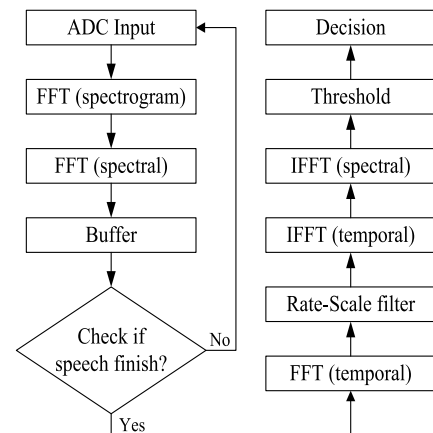 ADC Input
FFT (spectrogram)
FFT (spectral)
Buffer
Check if
speech finish?
No
Yes
Decision
Threshold
IFFT (spectral)
IFFT (temporal)
Rate-Scale filter
FFT (temporal)